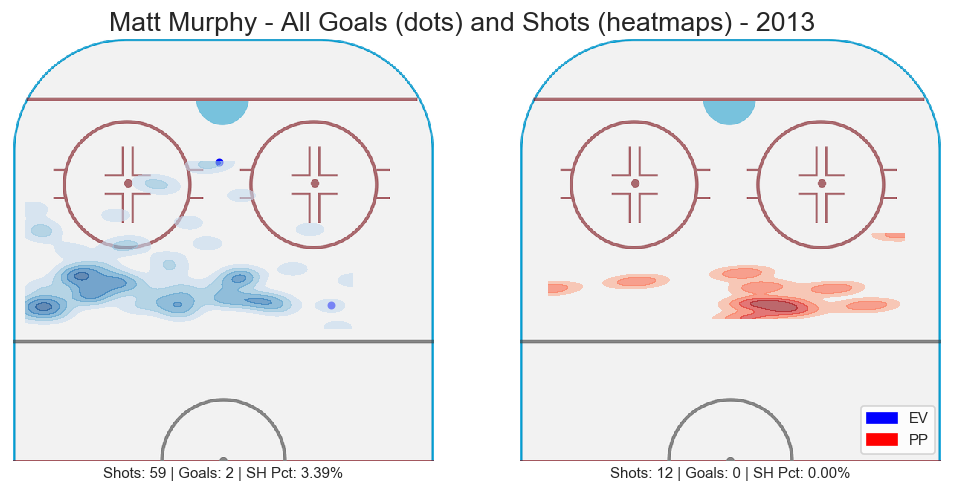 Matt Murphy - All Goals (dots) and Shots (heatmaps) - 2013
EV
PP
Shots: 59 | Goals: 2 | SH Pct: 3.39%
Shots: 12 | Goals: 0 | SH Pct: 0.00%